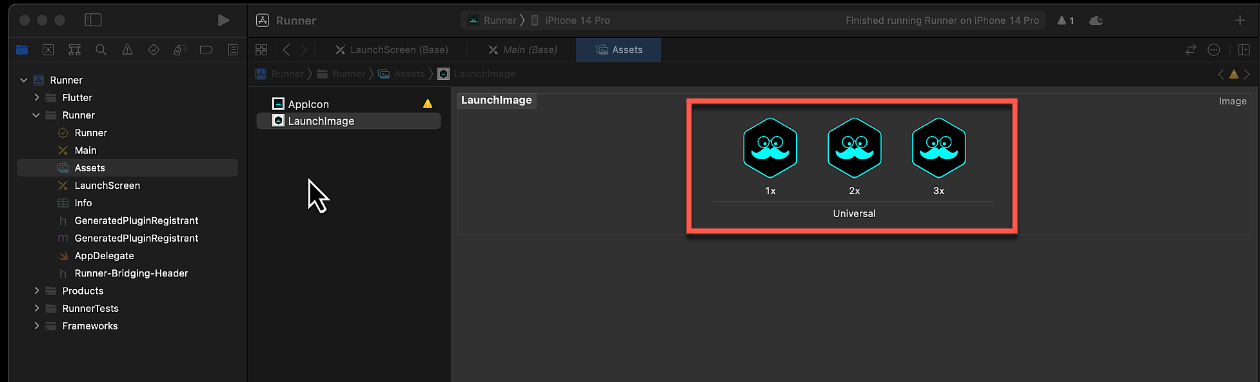 Runner
Runner
iPhone 14 Pro
Finished running Runner on iPhone 14 Pro
1
LaunchScreen (Base)
Main (Base)
Assets
Runner
Runner
Assets
LaunchImage
Runner
Flutter
Runner
Runner
Main
Assets
LaunchScreen
Info
h GeneratedPluginRegistrant
m GeneratedPluginRegistrant
AppDelegate
h Runner-Bridging-Header
Products
RunnerTests
Frameworks
AppIcon
LaunchImage
LaunchImage
Image
1x 2x 3x
Universal